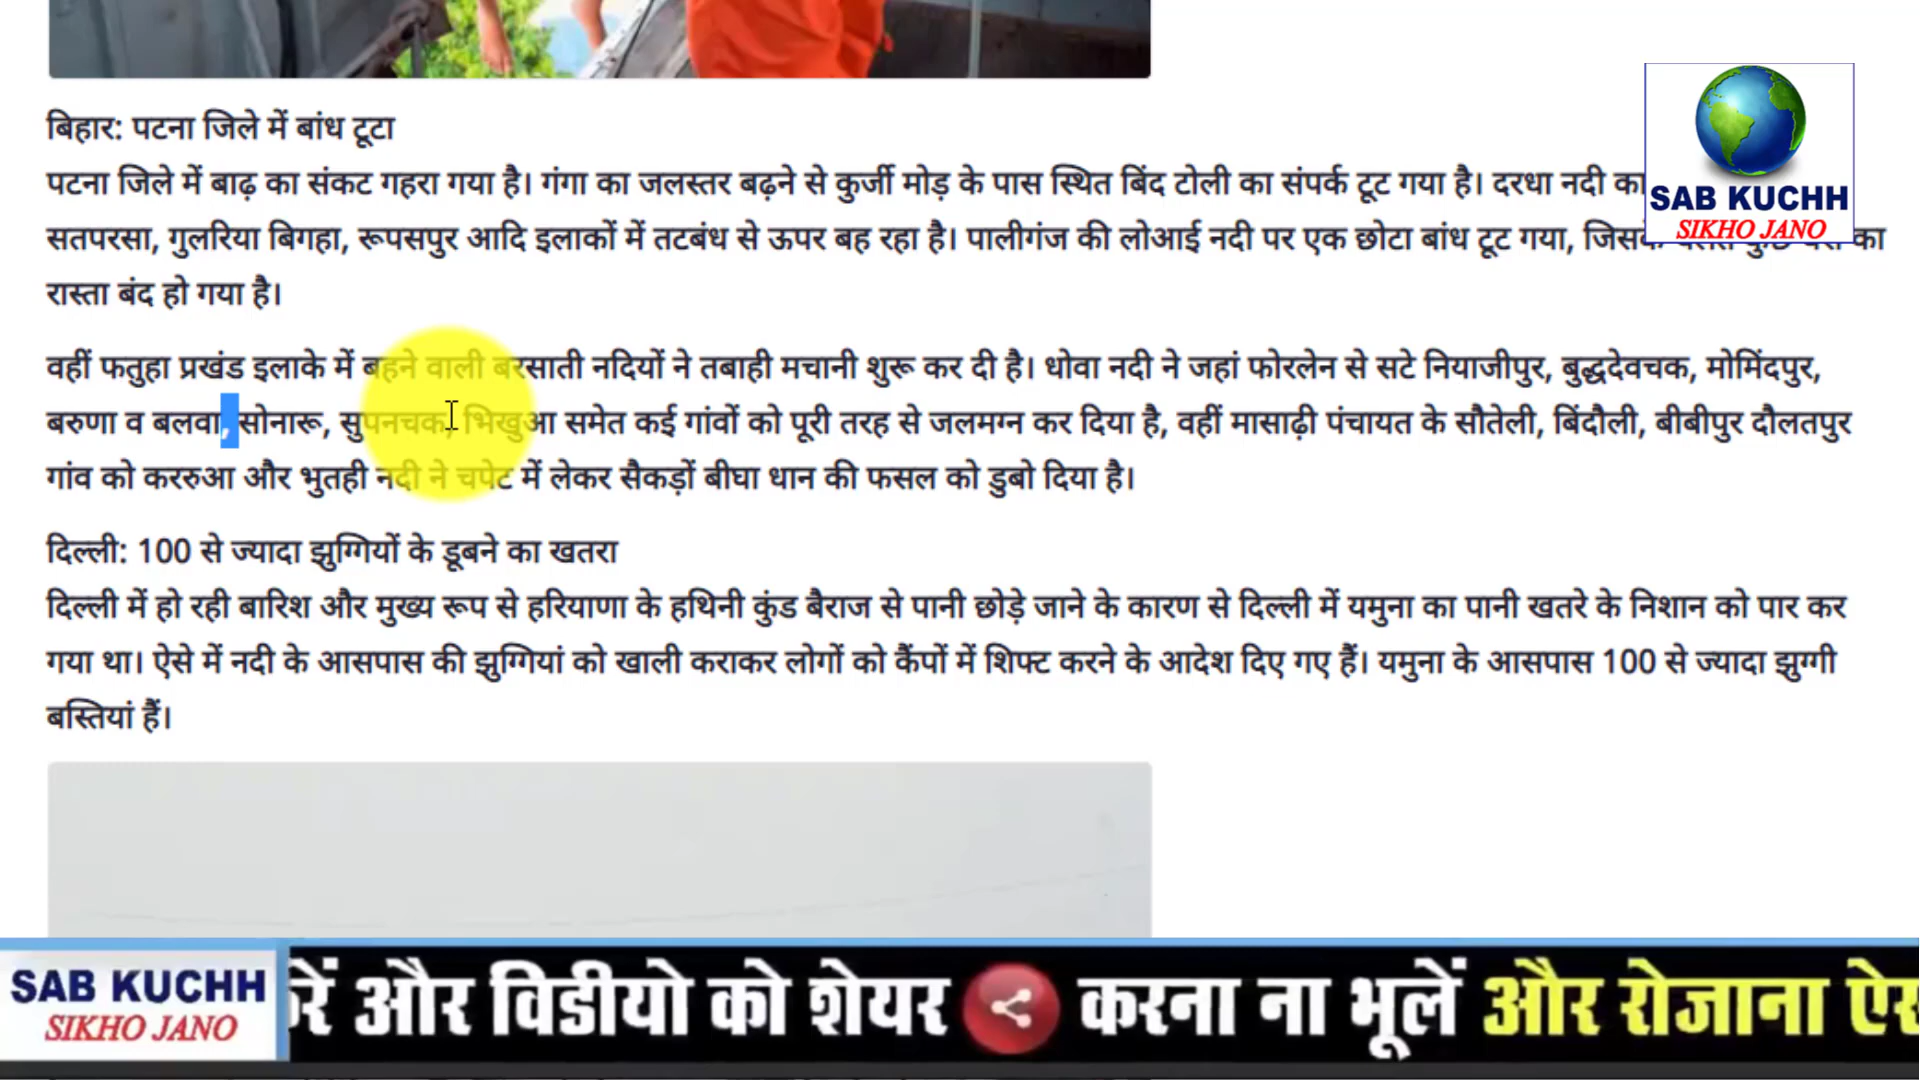 बिहार: पटना जिले में बांध टूटा
पटना जिले में बाढ़ का संकट गहरा गया है। गंगा का जलस्तर बढ़ने से कुर्जी मोड़ के पास स्थित बिंद टोली का संपर्क टूट गया है। दरधा नदी का
सतपरसा, गुलरिया बिगहा, रूपसपुर आदि इलाकों में तटबंध से ऊपर बह रहा है। पालीगंज की लोआई नदी पर एक छोटा बांध टूट गया, का
रास्ता बंद हो गया है।
वहीं फतुहा प्रखंड इलाके में बहने वाली बरसाती नदियों ने तबाही मचानी शुरू कर दी है। धोवा नदी ने जहां फोरलेन से सटे नियाजीपुर, बुद्धदेवचक, मोमिंदपुर,
बरुणा व बलवा, सोनारू, सुपनचक, भिखुआ समेत कई गांवों को पूरी तरह से जलमग्न कर दिया है, वहीं मासाढ़ी पंचायत के सौतेली, बिंदौली, बीबीपुर दौलतपुर
गांव को कररुआ और भुतही नदी ने चपेट में लेकर सैकड़ों बीघा धान की फसल को डुबो दिया है।
दिल्ली: 100 से ज्यादा झुग्गियों के डूबने का खतरा
दिल्ली में हो रही बारिश और मुख्य रूप से हरियाणा के हथिनी कुंड बैराज से पानी छोड़े जाने के कारण से दिल्ली में यमुना का पानी खतरे के निशान को पार कर
गया था। ऐसे में नदी के आसपास की झुग्गियां को खाली कराकर लोगों को कैंपों में शिफ्ट करने के आदेश दिए गए हैं। यमुना के आसपास 100 से ज्यादा झुग्गी
बस्तियां हैं।
SAB KUCHH
SIKHO JANO
SAB KUCHH
SIKHO JANO
और विडीयो को शेयर करना ना भूलें और रोजाना